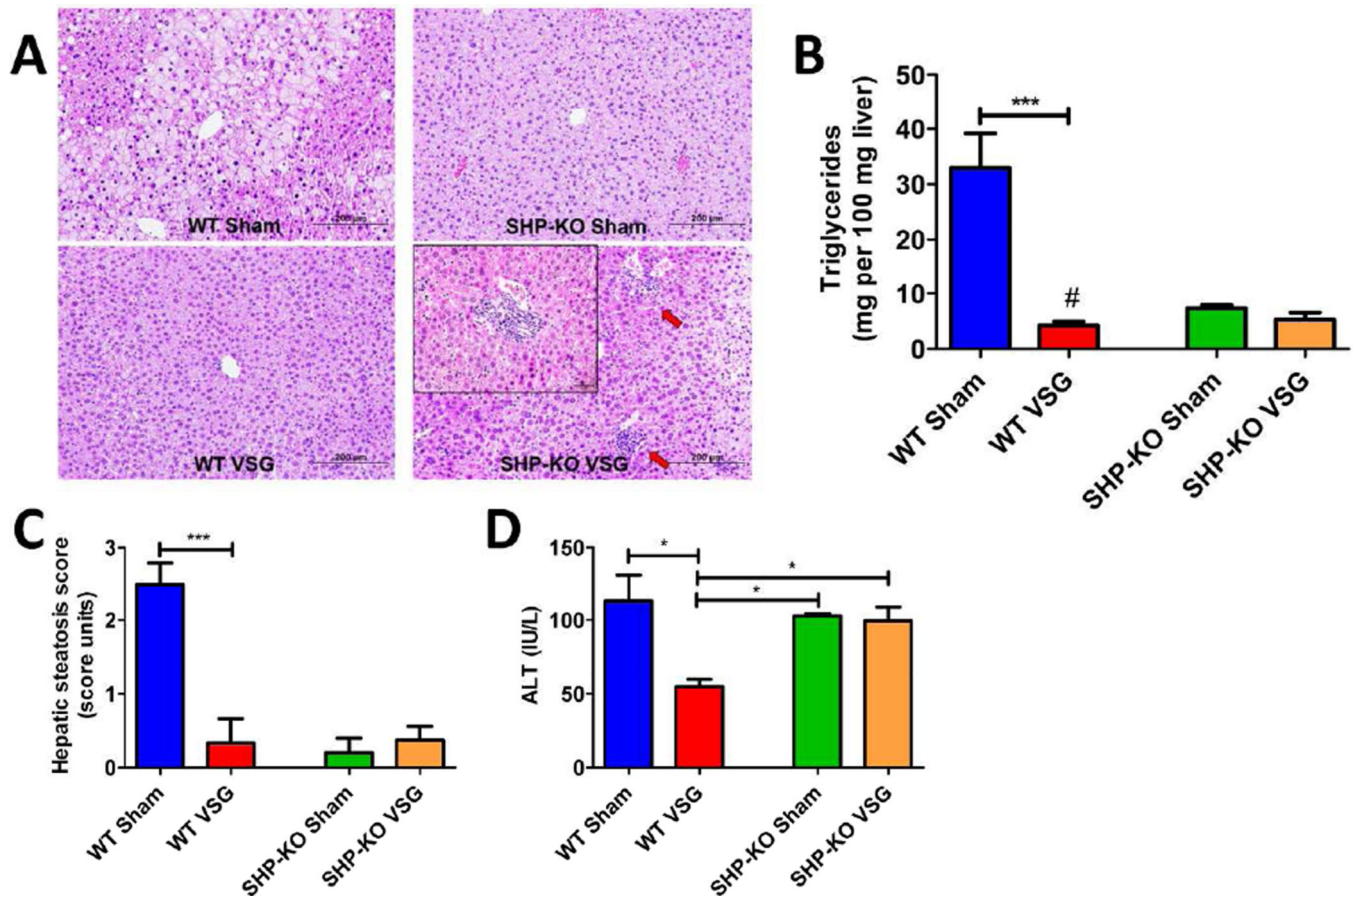 A
WT Sham
200 µm
SHP-KO Sham
200 µm
WT VSG
200 µm
SHP-KO VSG
200 µm
B
Triglycerides
(mg per 100 mg liver)
50
40
30
20
10
0
***
#
WT Sham
WT VSG
SHP-KO Sham
SHP-KO VSG
C
Hepatic steatosis score
(score units)
3
2
1
0
***
WT Sham
WT VSG
SHP-KO Sham
SHP-KO VSG
D
ALT (IU/L)
150
100
50
0
*
*
*
WT Sham
WT VSG
SHP-KO Sham
SHP-KO VSG